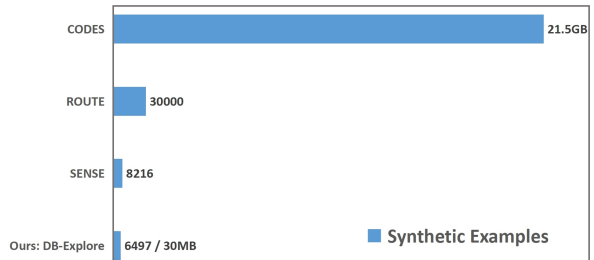 CODES 21.5GB
ROUTE 30000
SENSE 8216
Ours: DB-Explore 6497 / 30MB
Synthetic Examples